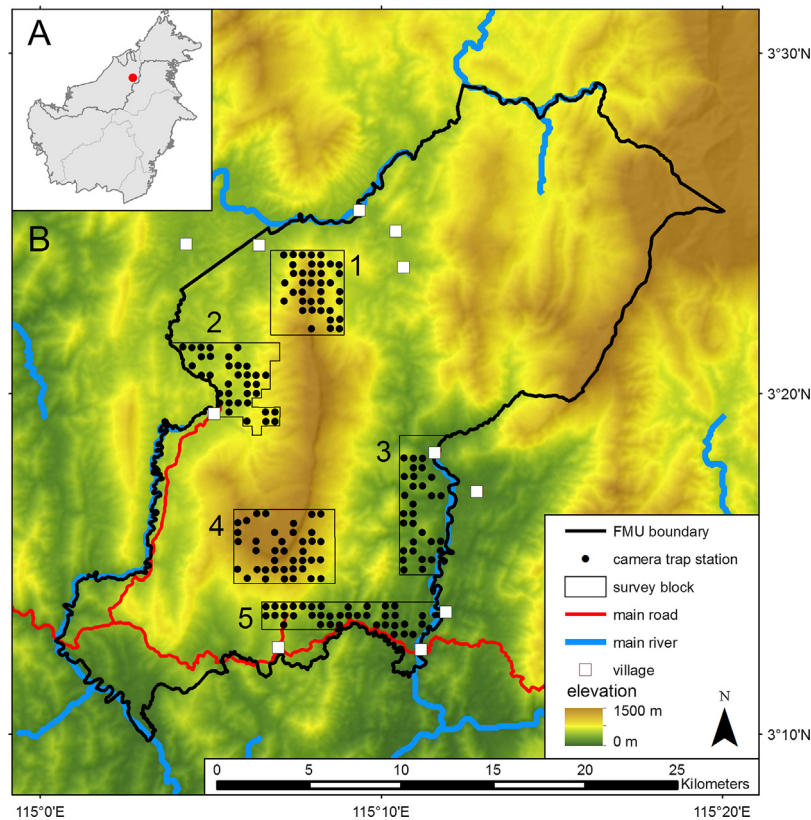 A
B
1
2
3
4
5
3°30'N
3°20'N
3°10'N
FMU boundary
camera trap station
survey block
main road
main river
village
elevation
1500 m
0 m
N
0 5 10 15 20 25
Kilometers
115°0'E 115°10'E 115°20'E